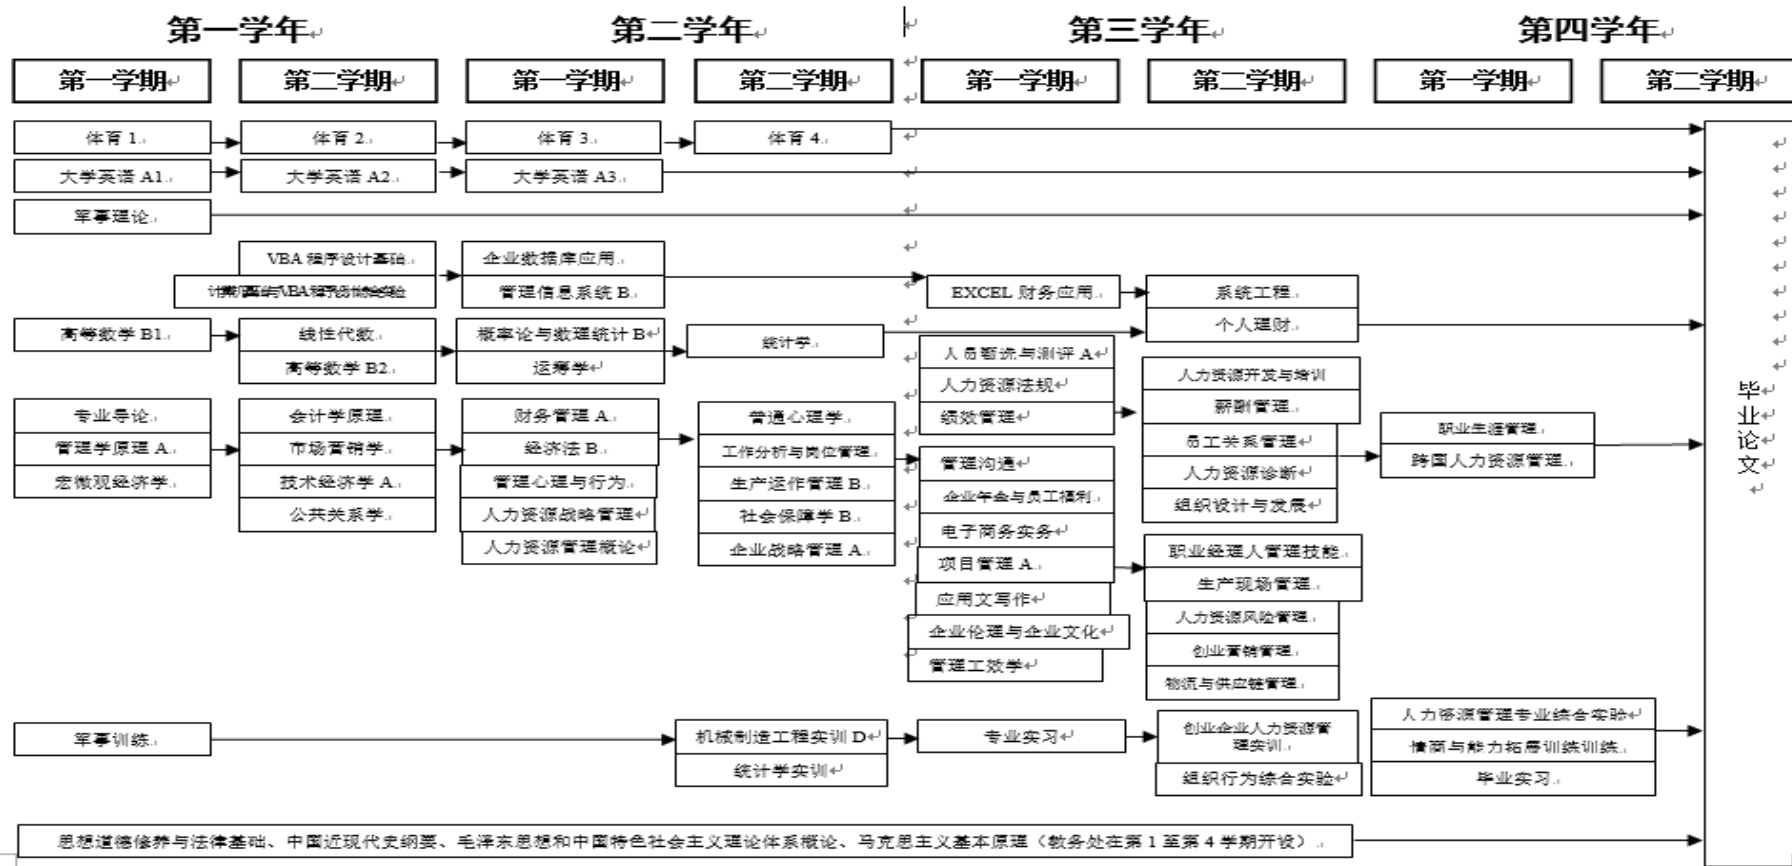 第一学年 第二学年 第三学年 第四学年
第一学期 第二学期 第一学期 第二学期 第一学期 第二学期 第一学期 第二学期
体育 1 体育 2 体育 3 体育 4
大学英语 A1 大学英语 A2 大学英语 A3
军事理论
VBA 程序设计基础
计算机基础与VBA程序设计综合实验
企业数据库应用
管理信息系统 B
EXCEL 财务应用
系统工程
个人理财
高等数学 B1
线性代数
高等数学 B2
概率论与数理统计 B
运筹学
统计学
专业导论
管理学原理 A
宏微观经济学
会计学原理
市场营销学
技术经济学 A
公共关系学
财务管理 A
经济法 B
管理心理与行为
人力资源战略管理
人力资源管理概论
普通心理学
工作分析与岗位管理
生产运作管理 B
社会保障学 B
企业战略管理 A
人员甄选与测评 A
人力资源法规
绩效管理
管理沟通
企业年金与员工福利
电子商务实务
项目管理 A
应用文写作
企业伦理与企业文化
管理工效学
人力资源开发与培训
薪酬管理
员工关系管理
人力资源诊断
组织设计与发展
职业经理人管理技能
生产现场管理
人力资源风险管理
创业营销管理
物流与供应链管理
职业生涯管理
跨国人力资源管理
军事训练
机械制造工程实训 D
统计学实训
专业实习
创业企业人力资源管
理实训
组织行为综合实验
人力资源管理专业综合实验
情商与能力拓展训练训练
毕业实习
毕
业
论
文
思想道德修养与法律基础、中国近现代史纲要、毛泽东思想和中国特色社会主义理论体系概论、马克思主义基本原理（教务处在第 1 至第 4 学期开设）